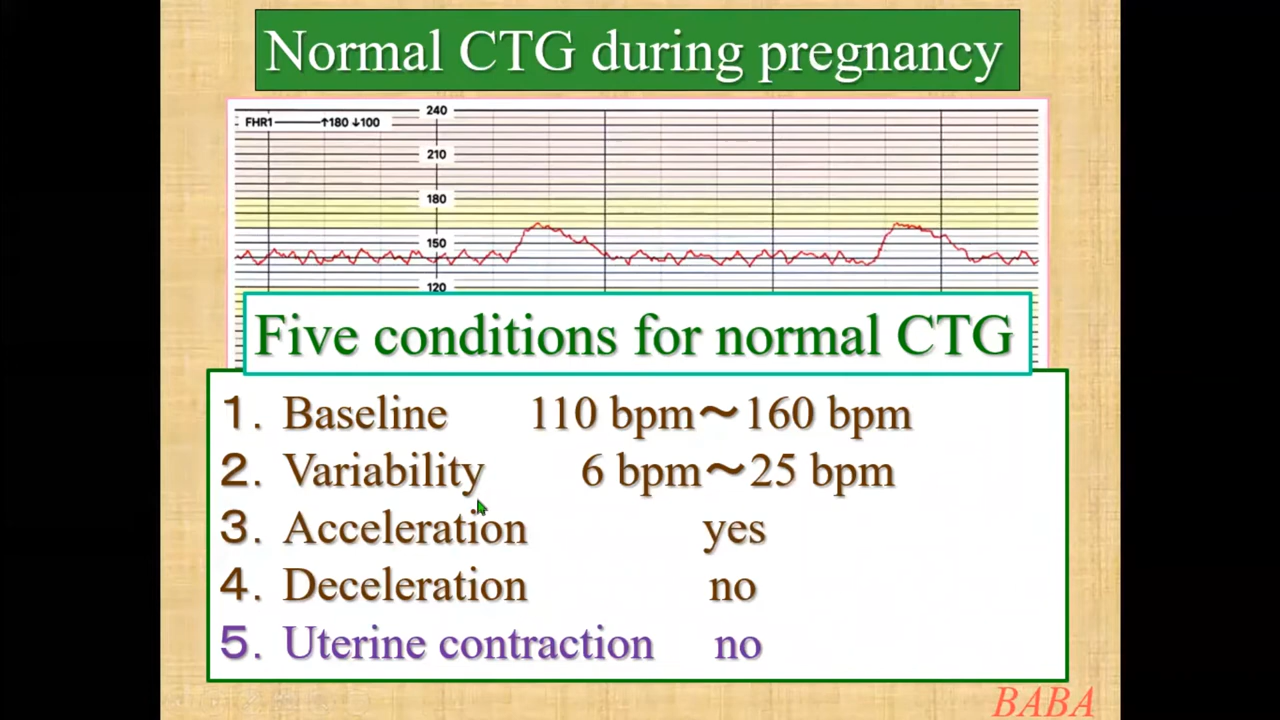 Normal CTG during pregnancy
240
FHR1 ↑180 ↓100
210
180
150
120
Five conditions for normal CTG
1. Baseline 110 bpm～160 bpm
2. Variability 6 bpm～25 bpm
3. Acceleration yes
4. Deceleration no
5. Uterine contraction no
BABA